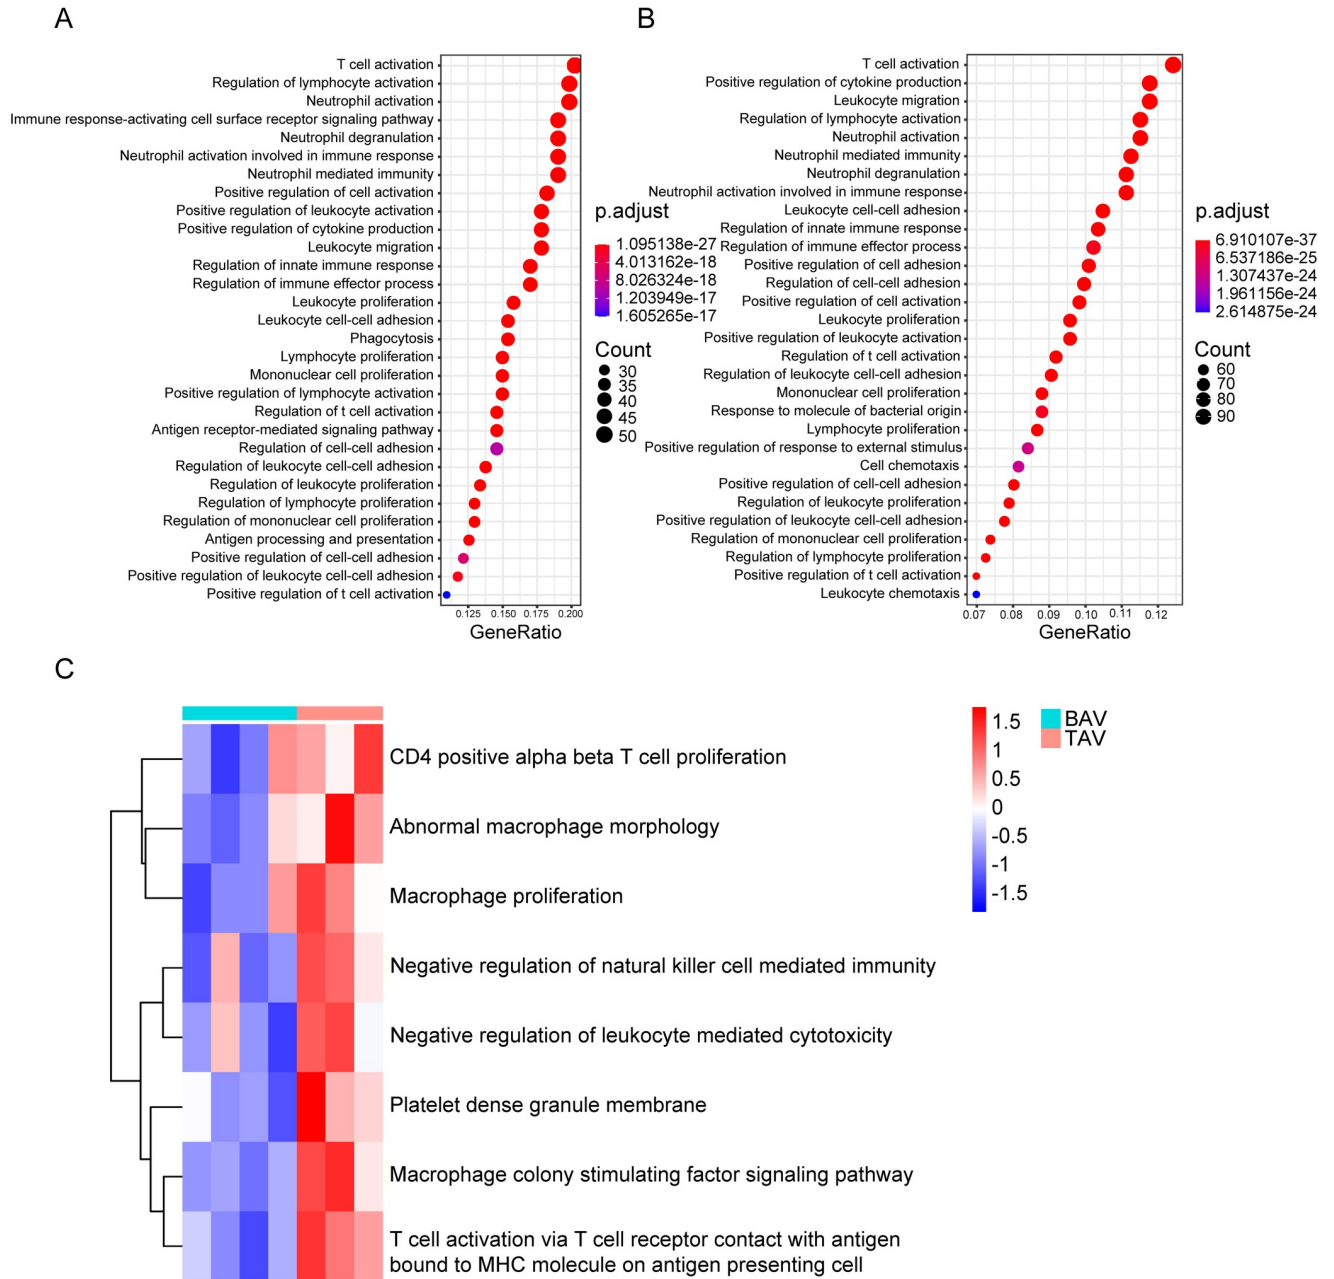 A
T cell activation
Regulation of lymphocyte activation
Neutrophil activation
Immune response-activating cell surface receptor signaling pathway
Neutrophil degranulation
Neutrophil activation involved in immune response
Neutrophil mediated immunity
Positive regulation of cell activation
Positive regulation of leukocyte activation
Positive regulation of cytokine production
Leukocyte migration
Regulation of innate immune response
Regulation of immune effector process
Leukocyte proliferation
Leukocyte cell-cell adhesion
Phagocytosis
Lymphocyte proliferation
Mononuclear cell proliferation
Positive regulation of lymphocyte activation
Regulation of t cell activation
Antigen receptor-mediated signaling pathway
Regulation of cell-cell adhesion
Regulation of leukocyte cell-cell adhesion
Regulation of leukocyte proliferation
Regulation of lymphocyte proliferation
Regulation of mononuclear cell proliferation
Antigen processing and presentation
Positive regulation of cell-cell adhesion
Positive regulation of leukocyte cell-cell adhesion
Positive regulation of t cell activation
0.125 0.150 0.175 0.200
GeneRatio
p.adjust
1.095138e-27
4.013162e-18
8.026324e-18
1.203949e-17
1.605265e-17
Count
30
35
40
45
50
B
T cell activation
Positive regulation of cytokine production
Leukocyte migration
Regulation of lymphocyte activation
Neutrophil activation
Neutrophil mediated immunity
Neutrophil degranulation
Neutrophil activation involved in immune response
Leukocyte cell-cell adhesion
Regulation of innate immune response
Regulation of immune effector process
Positive regulation of cell adhesion
Regulation of cell-cell adhesion
Positive regulation of cell activation
Leukocyte proliferation
Positive regulation of leukocyte activation
Regulation of t cell activation
Regulation of leukocyte cell-cell adhesion
Mononuclear cell proliferation
Response to molecule of bacterial origin
Lymphocyte proliferation
Positive regulation of response to external stimulus
Cell chemotaxis
Positive regulation of cell-cell adhesion
Regulation of leukocyte proliferation
Positive regulation of leukocyte cell-cell adhesion
Regulation of mononuclear cell proliferation
Regulation of lymphocyte proliferation
Positive regulation of t cell activation
Leukocyte chemotaxis
0.07 0.08 0.09 0.10 0.11 0.12
GeneRatio
p.adjust
6.910107e-37
6.537186e-25
1.307437e-24
1.961156e-24
2.614875e-24
Count
60
70
80
90
C
CD4 positive alpha beta T cell proliferation
Abnormal macrophage morphology
Macrophage proliferation
Negative regulation of natural killer cell mediated immunity
Negative regulation of leukocyte mediated cytotoxicity
Platelet dense granule membrane
Macrophage colony stimulating factor signaling pathway
T cell activation via T cell receptor contact with antigen
bound to MHC molecule on antigen presenting cell
1.5
1
0.5
0
-0.5
-1
-1.5
BAV
TAV